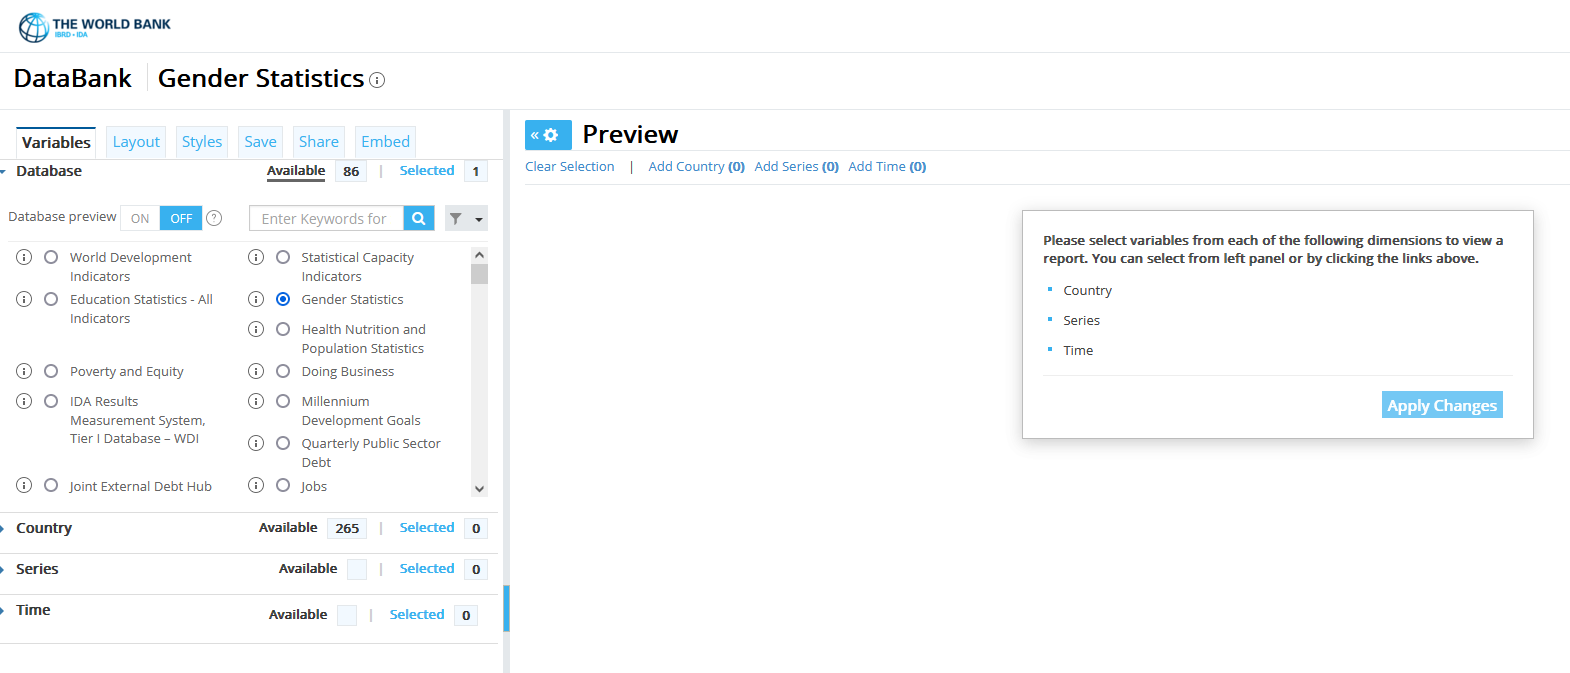 THE WORLD BANK
IBRD • IDA
DataBank Gender Statistics
Variables Layout Styles Save Share Embed
Database Available 86 | Selected 1
Database preview ON OFF ? Enter Keywords for
World Development
Indicators
Statistical Capacity
Indicators
Education Statistics - All
Indicators
Gender Statistics
Health Nutrition and
Population Statistics
Poverty and Equity
Doing Business
IDA Results
Measurement System,
Tier I Database – WDI
Millennium
Development Goals
Quarterly Public Sector
Debt
Joint External Debt Hub
Jobs
Country Available 265 | Selected 0
Series Available | Selected 0
Time Available | Selected 0
« Preview
Clear Selection | Add Country (0) Add Series (0) Add Time (0)
Please select variables from each of the following dimensions to view a
report. You can select from left panel or by clicking the links above.
Country
Series
Time
Apply Changes